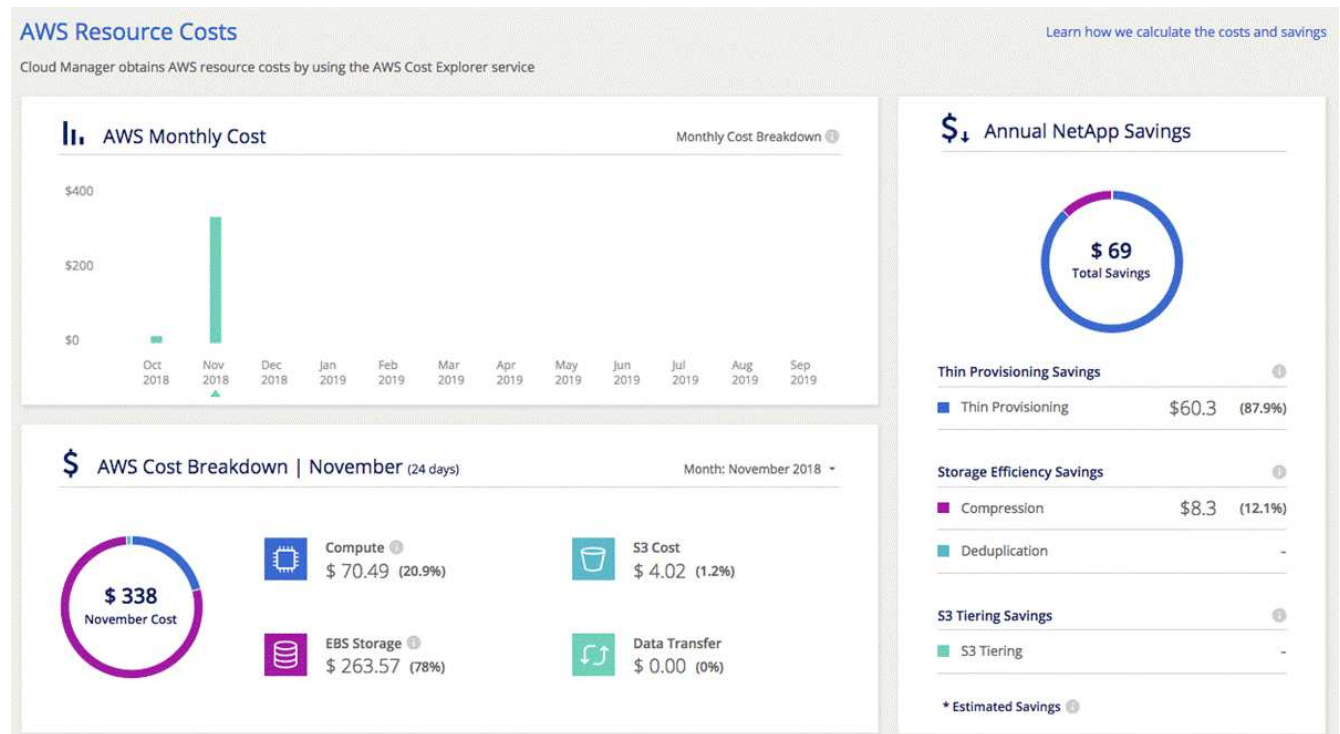 AWS Resource Costs
Learn how we calculate the costs and savings
Cloud Manager obtains AWS resource costs by using the AWS Cost Explorer service
AWS Monthly Cost
Monthly Cost Breakdown
$400
$200
$0
Oct Nov Dec Jan Feb Mar Apr May Jun Jul Aug Sep
2018 2018 2018 2019 2019 2019 2019 2019 2019 2019 2019 2019
$ AWS Cost Breakdown | November (24 days)
Month: November 2018
$ 338
November Cost
Compute
$ 70.49 (20.9%)
S3 Cost
$ 4.02 (1.2%)
EBS Storage
$ 263.57 (78%)
Data Transfer
$ 0.00 (0%)
$ Annual NetApp Savings
$ 69
Total Savings
Thin Provisioning Savings
Thin Provisioning $60.3 (87.9%)
Storage Efficiency Savings
Compression $8.3 (12.1%)
Deduplication -
S3 Tiering Savings
S3 Tiering -
* Estimated Savings